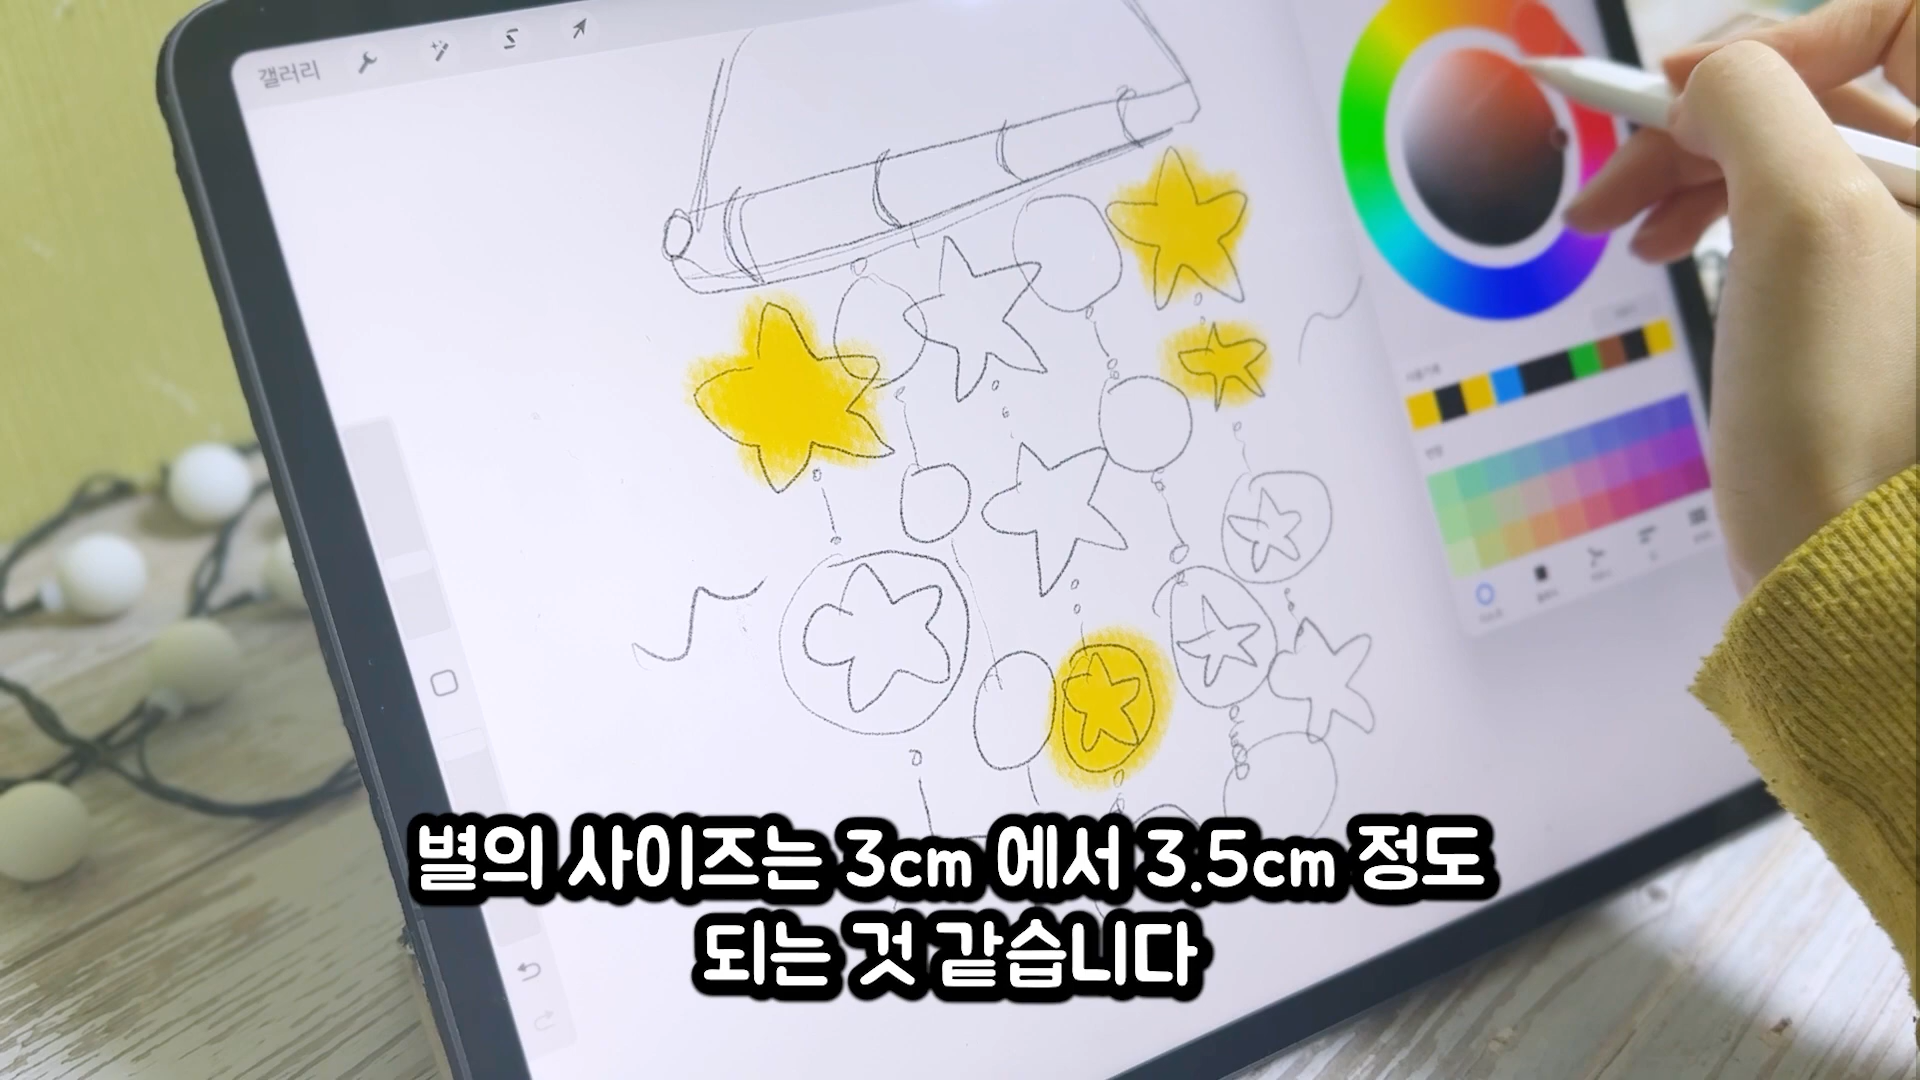 갤러리
별의 사이즈는 3cm 에서 3.5cm 정도
되는 것 같습니다